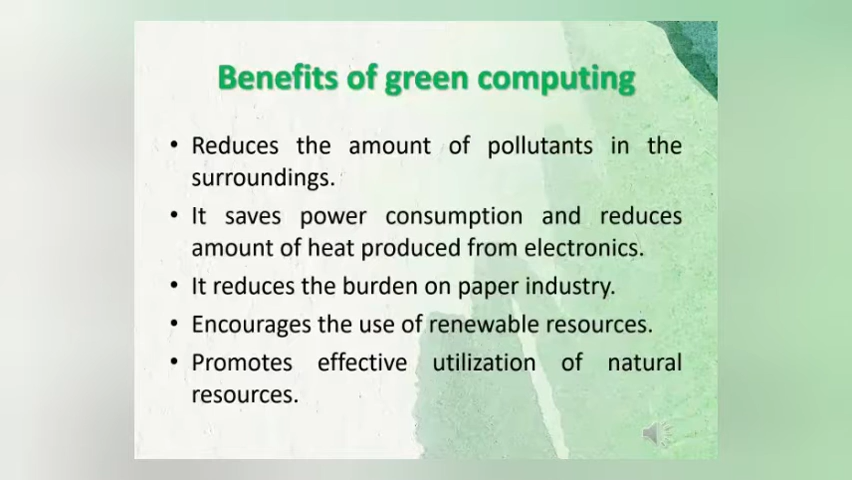 Benefits of green computing
• Reduces the amount of pollutants in the
surroundings.
• It saves power consumption and reduces
amount of heat produced from electronics.
• It reduces the burden on paper industry.
• Encourages the use of renewable resources.
• Promotes effective utilization of natural
resources.